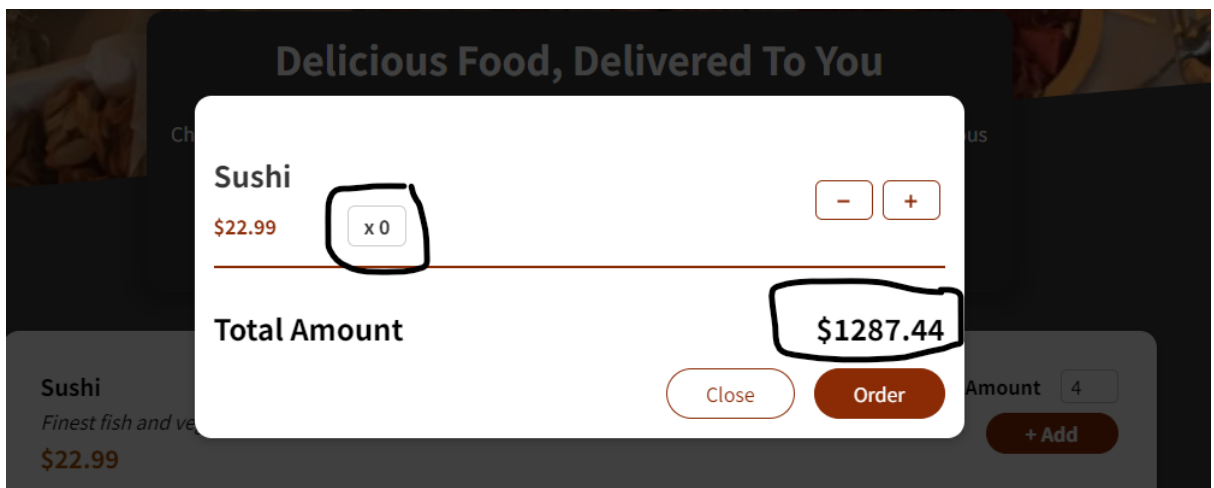 Delicious Food, Delivered To You
Ch
us
Sushi
$22.99
x 0
−
+
Total Amount
$1287.44
Close
Order
Sushi
Finest fish and ve
$22.99
Amount
4
+ Add